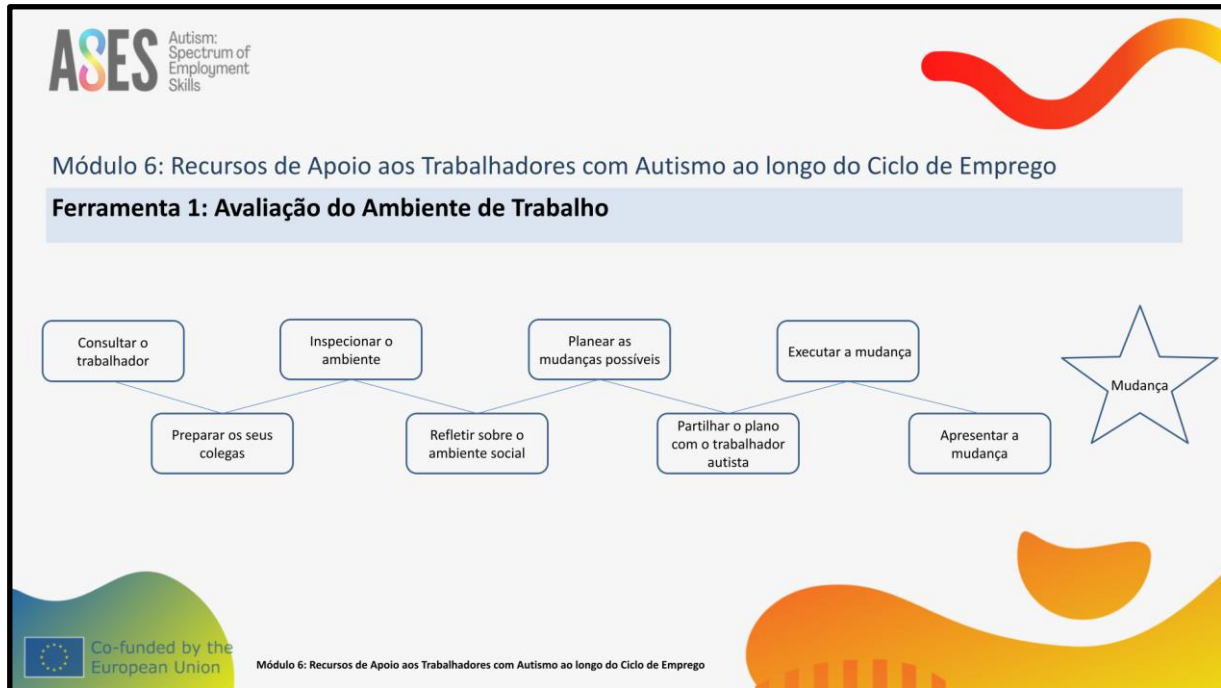 ASES
Autism:
Spectrum of
Employment
Skills
Módulo 6: Recursos de Apoio aos Trabalhadores com Autismo ao longo do Ciclo de Emprego
Ferramenta 1: Avaliação do Ambiente de Trabalho
Consultar o
trabalhador
Preparar os seus
colegas
Inspecionar o
ambiente
Refletir sobre o
ambiente social
Planear as
mudanças possíveis
Partilhar o plano
com o trabalhador
autista
Executar a mudança
Apresentar a
mudança
Mudança
Co-funded by the
European Union
Módulo 6: Recursos de Apoio aos Trabalhadores com Autismo ao longo do Ciclo de Emprego